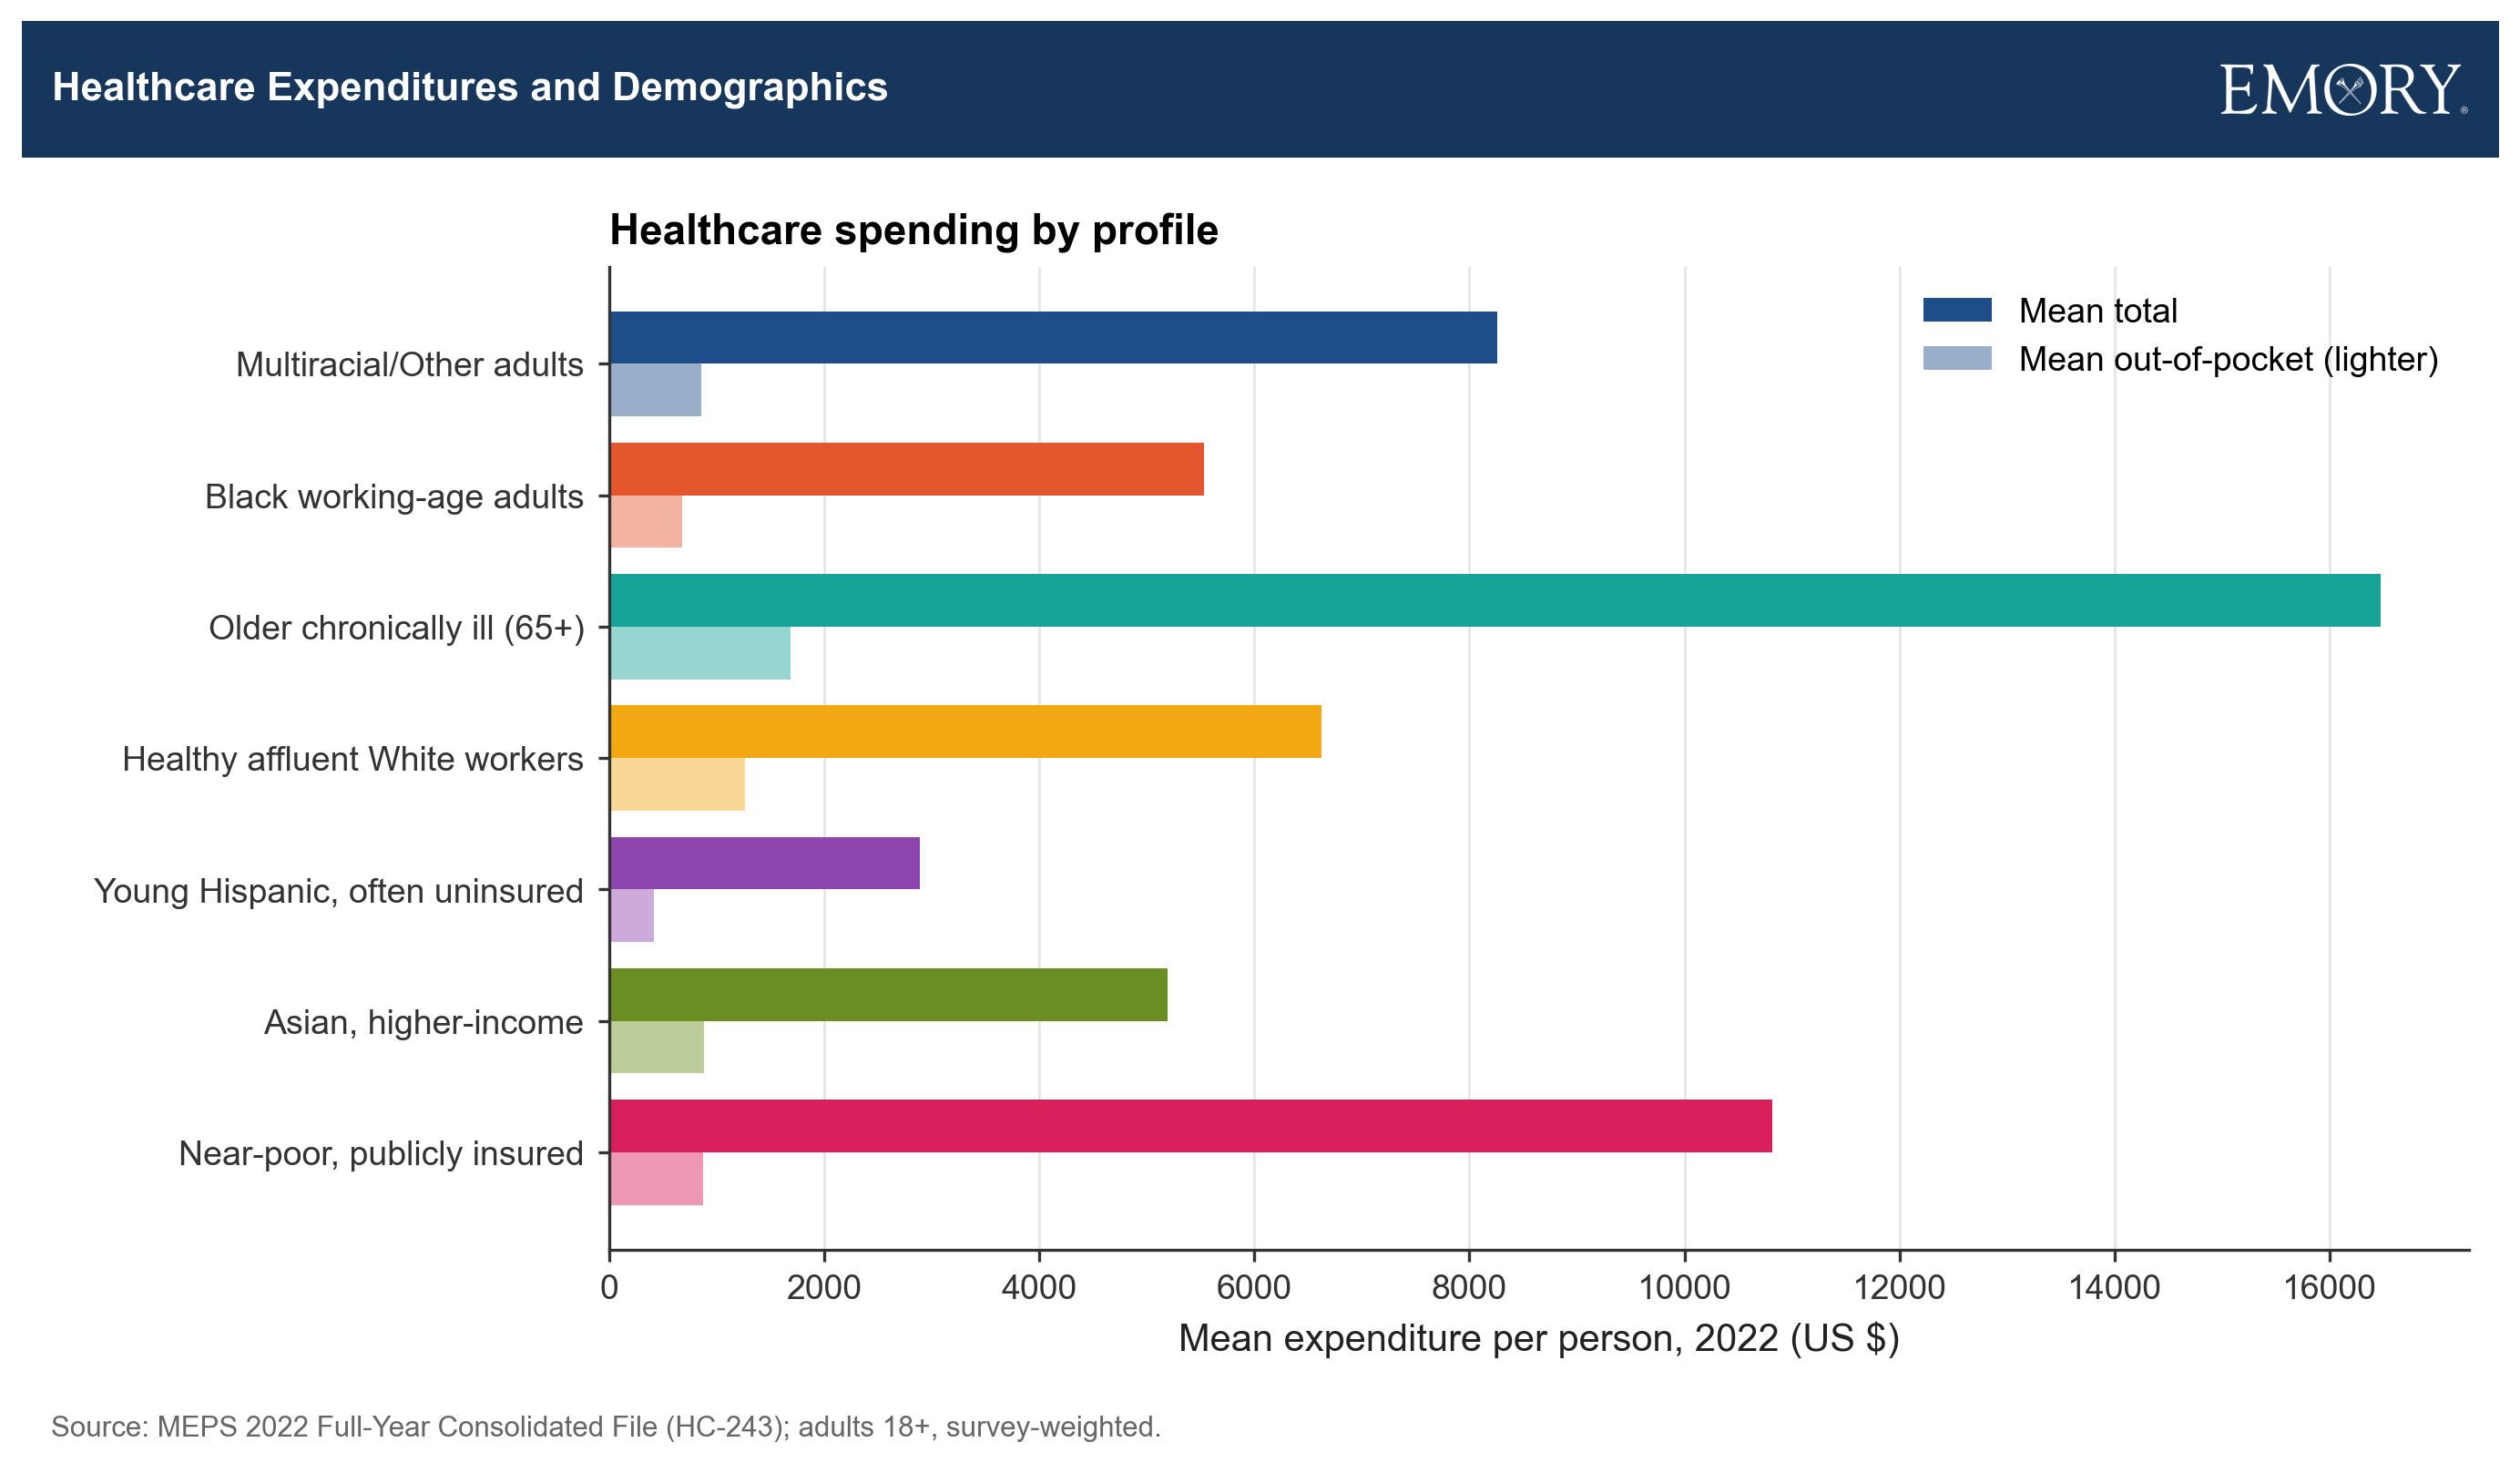 Healthcare Expenditures and Demographics
EMORY®
Healthcare spending by profile
Mean total
Mean out-of-pocket (lighter)
Multiracial/Other adults
Black working-age adults
Older chronically ill (65+)
Healthy affluent White workers
Young Hispanic, often uninsured
Asian, higher-income
Near-poor, publicly insured
0 2000 4000 6000 8000 10000 12000 14000 16000
Mean expenditure per person, 2022 (US $)
Source: MEPS 2022 Full-Year Consolidated File (HC-243); adults 18+, survey-weighted.